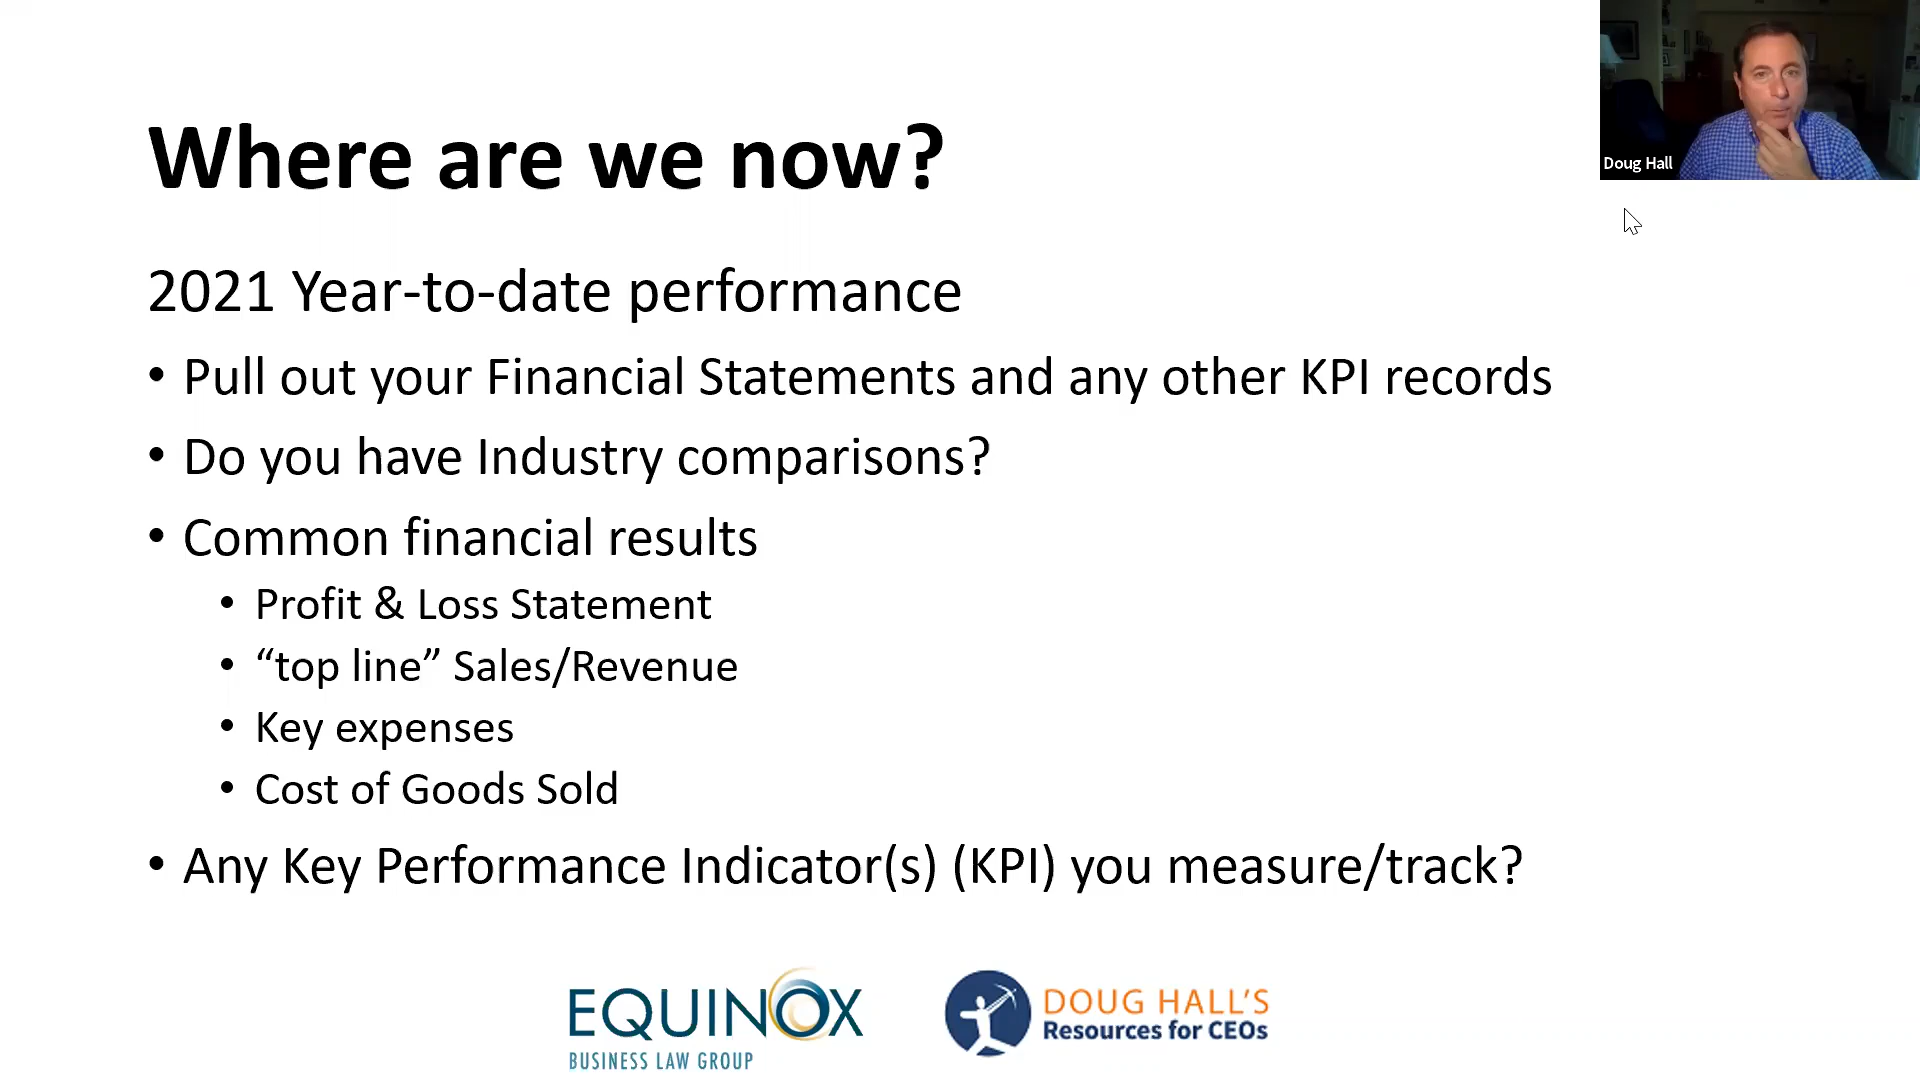 Where are we now?
Doug Hall
2021 Year-to-date performance
• Pull out your Financial Statements and any other KPI records
• Do you have Industry comparisons?
• Common financial results
• Profit & Loss Statement
• “top line” Sales/Revenue
• Key expenses
• Cost of Goods Sold
• Any Key Performance Indicator(s) (KPI) you measure/track?
EQUINOX
BUSINESS LAW GROUP
DOUG HALL'S
Resources for CEOs